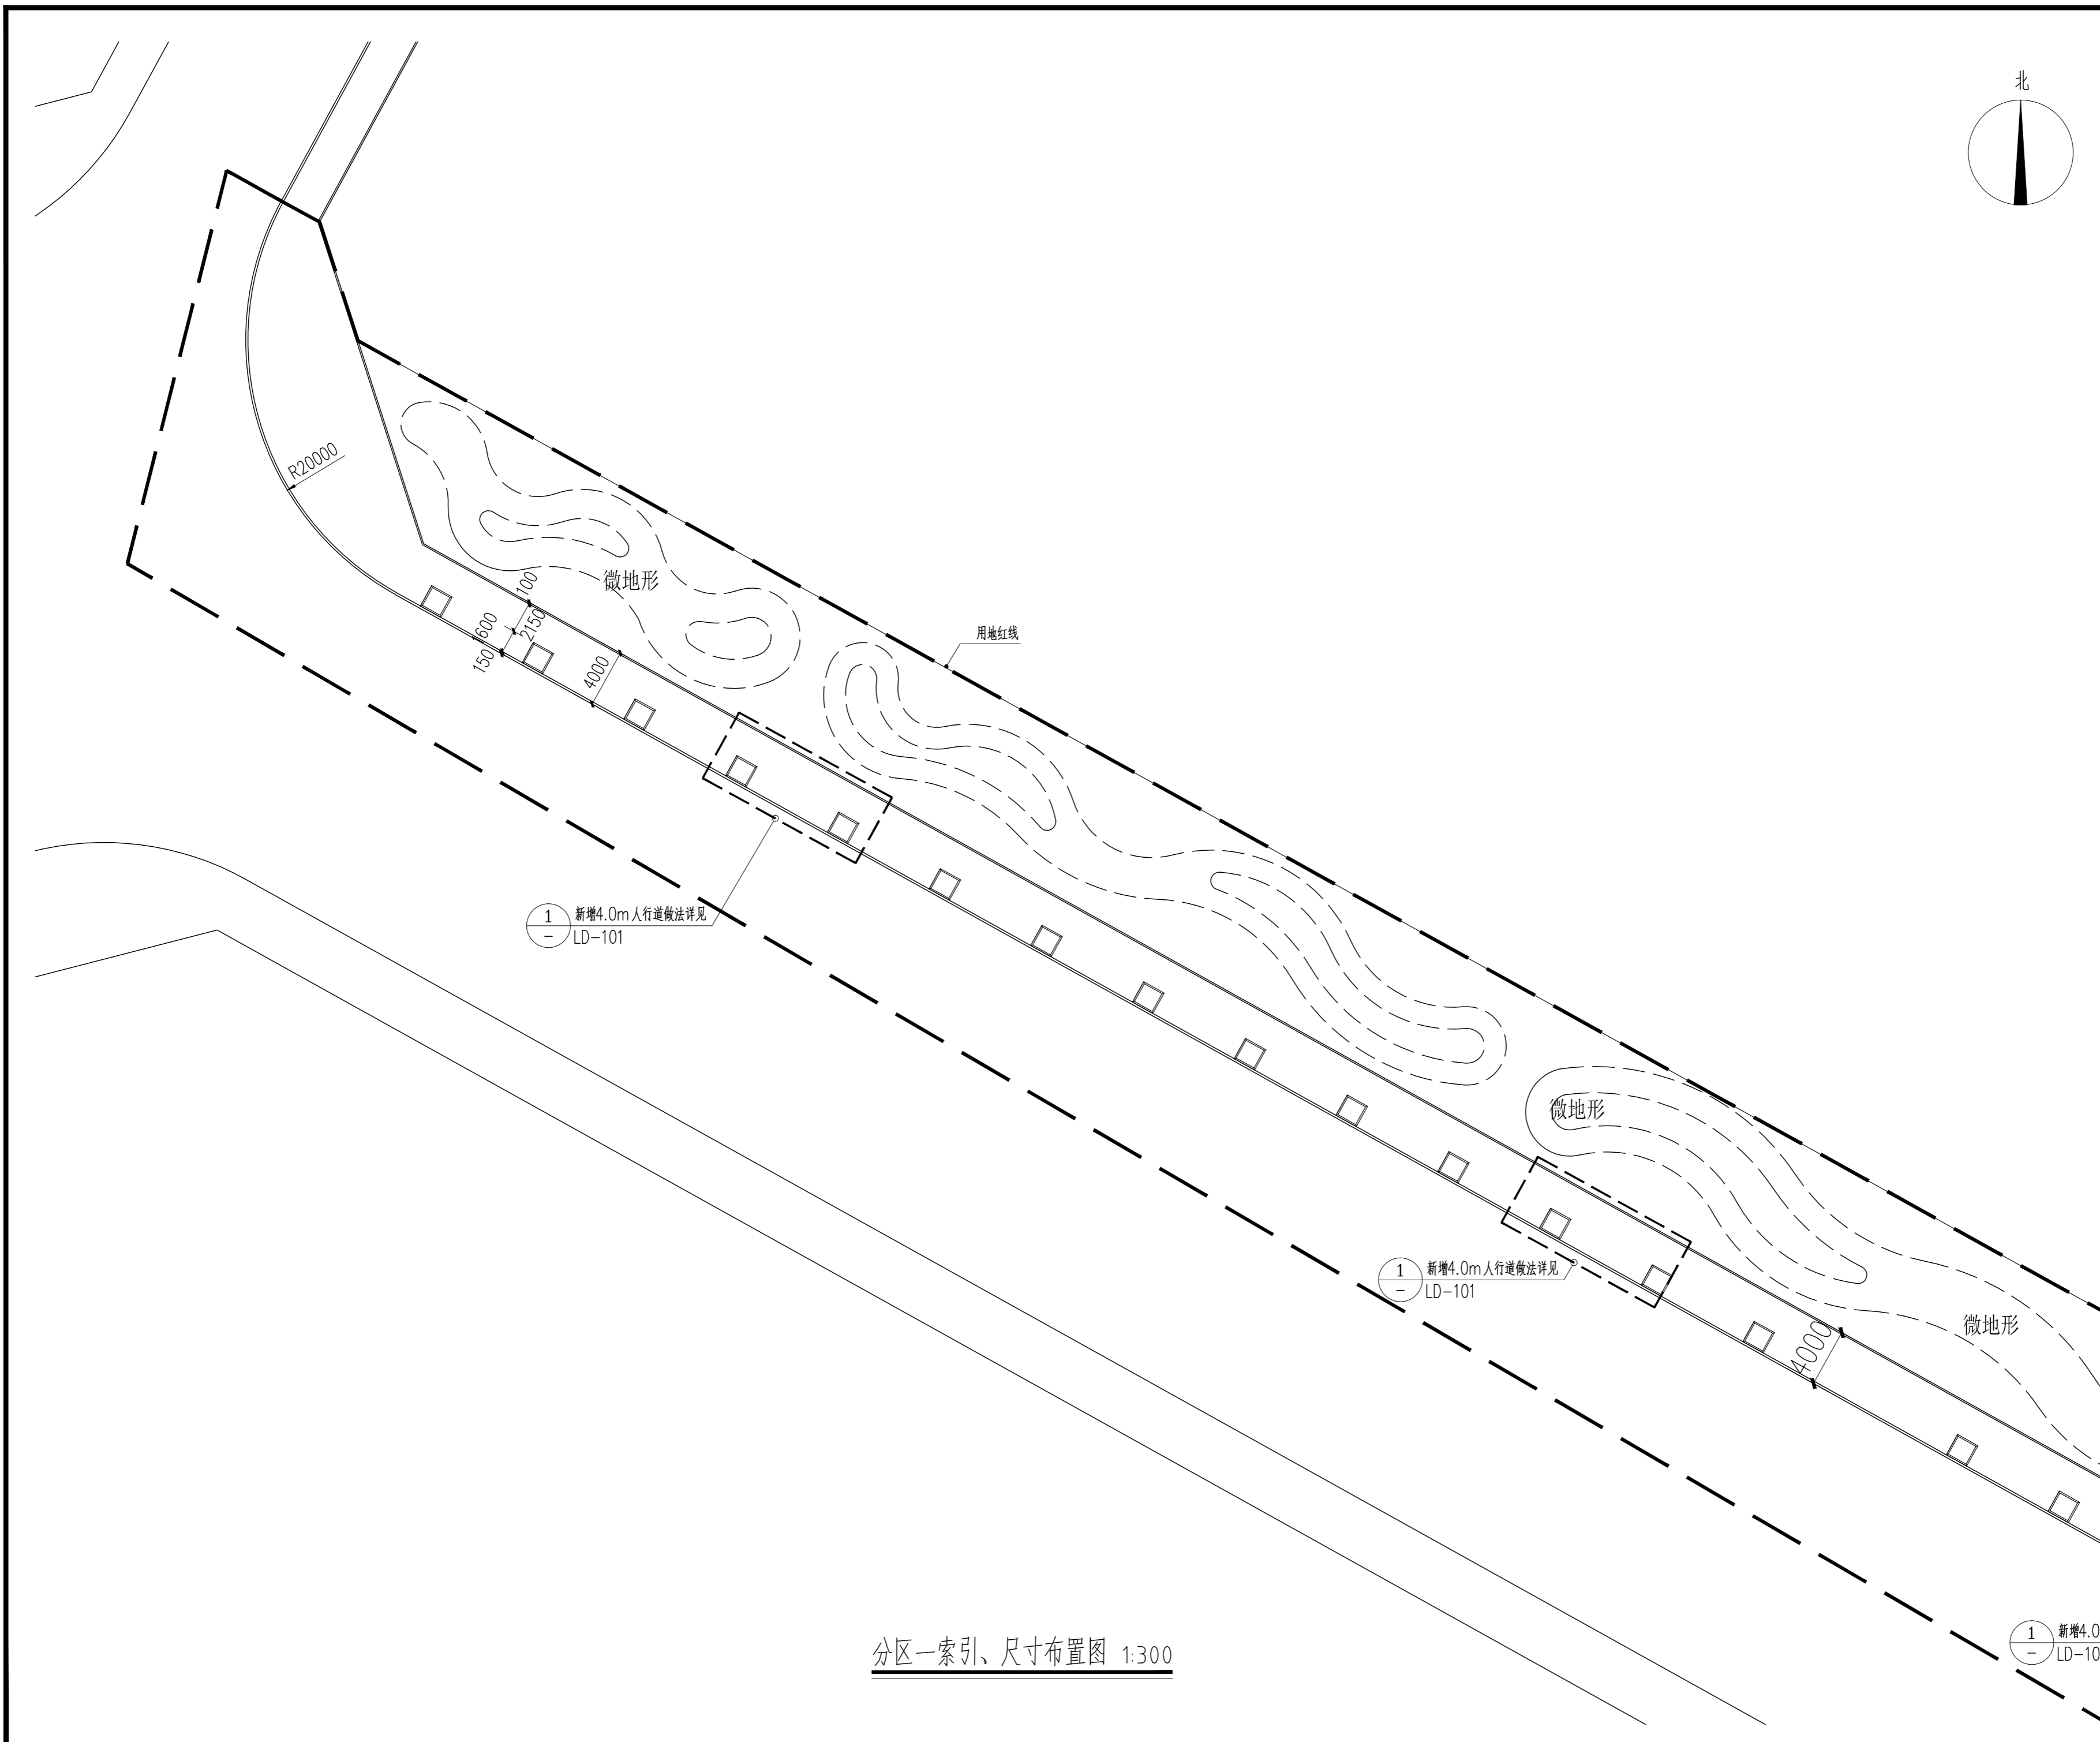 北
R20000
微地形
100
2150
1600
150
4000
用地红线
1
新增4.0m人行道做法详见
–
LD–101
微地形
1
新增4.0m人行道做法详见
–
LD–101
微地形
4000
1
新增4.0
–
LD–10
分区一索引、尺寸布置图 1:300